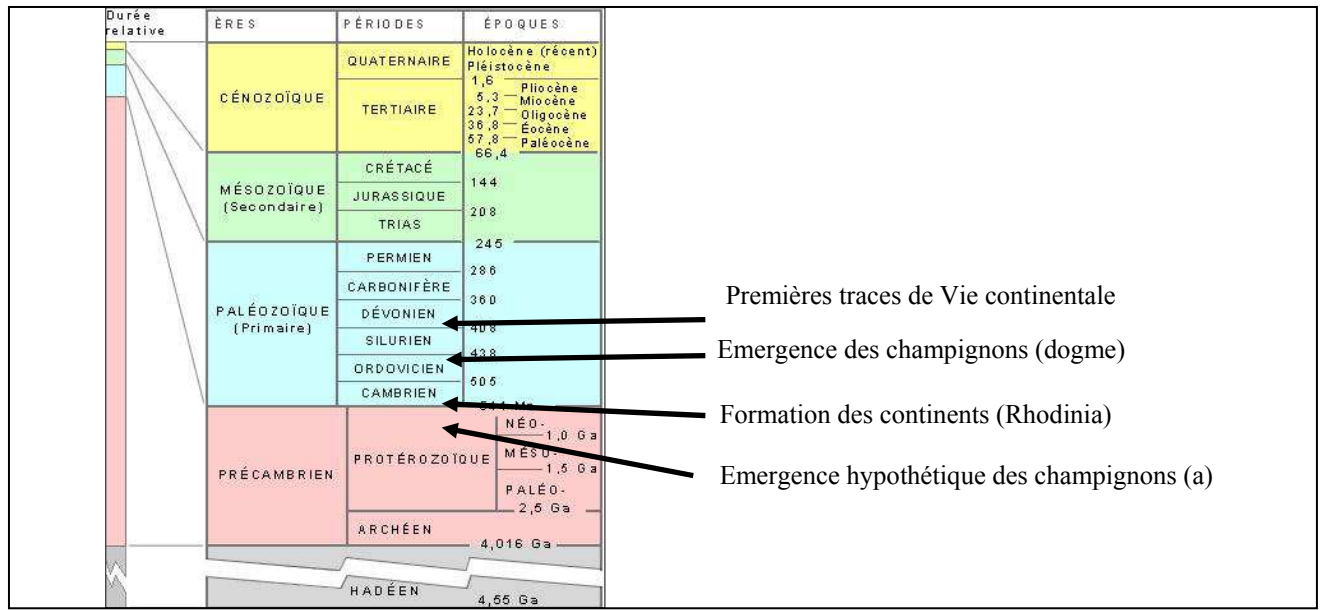 Durée
relative
ÈRES
PÉRIODES
ÉPOQUES
CÉNOZOÏQUE
QUATERNAIRE
Holocène (récent)
Pléistocène
1,6
TERTIAIRE
Pliocène
5,3
Miocène
23,7
Oligocène
36,8
Éocène
57,8
Paléocène
66,4
MÉSOZOÏQUE
(Secondaire)
CRÉTACÉ
144
JURASSIQUE
208
TRIAS
245
PALÉOZOÏQUE
(Primaire)
PERMIEN
286
CARBONIFÈRE
360
DÉVONIEN
408
SILURIEN
438
ORDOVICIEN
505
CAMBRIEN
Premières traces de Vie continentale
Emergence des champignons (dogme)
Formation des continents (Rhodinia)
Emergence hypothétique des champignons (a)
PRÉCAMBRIEN
PROTÉROZOÏQUE
NÉO-
1,0 Ga
MÉSO-
1,5 Ga
PALÉO-
2,5 Ga
ARCHÉEN
4,016 Ga
HADÉEN
4,55 Ga